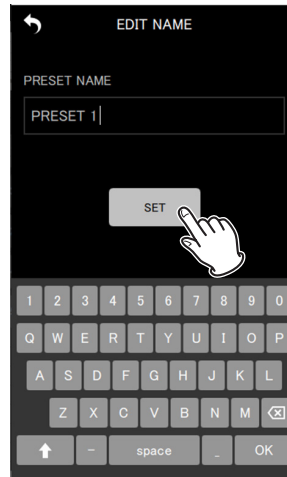 EDIT NAME
PRESET NAME
PRESET 1
SET
1 2 3 4 5 6 7 8 9 0
Q W E R T Y U I O P
A S D F G H J K L
Z X C V B N M
- space _ OK